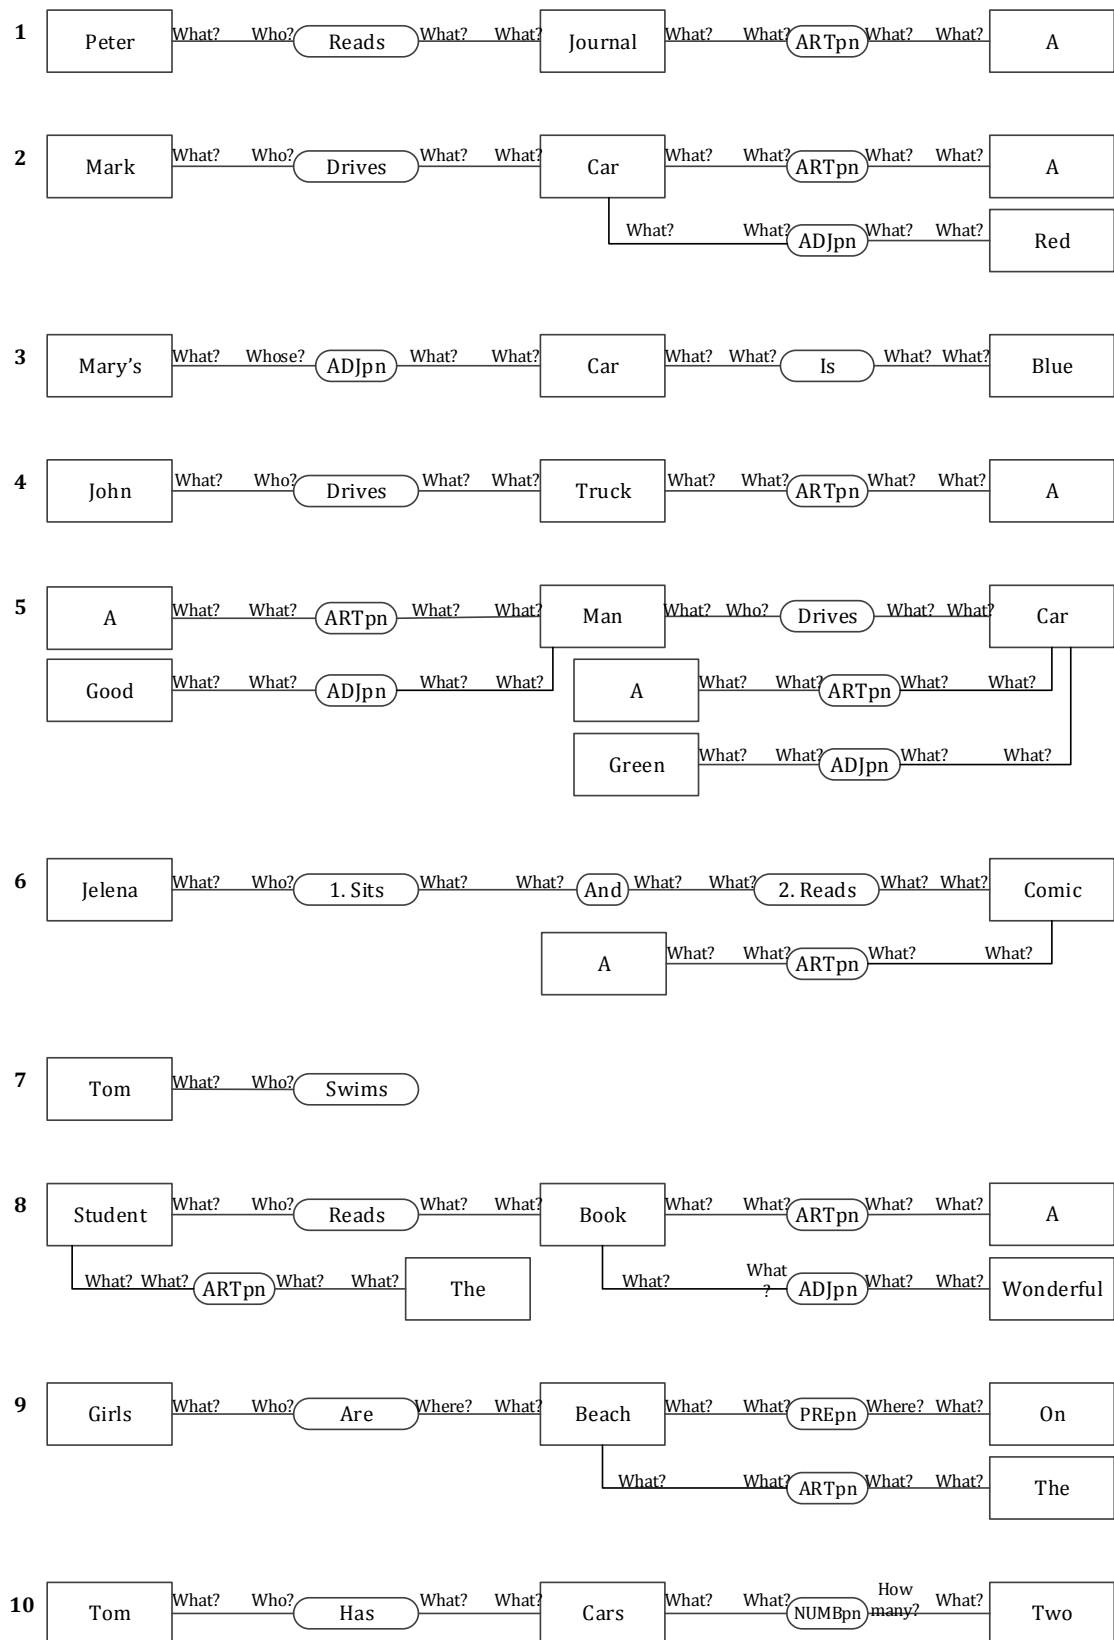 1 Peter What? Who? Reads What? What? Journal What? What? ARTpn What? What? A
2 Mark What? Who? Drives What? What? Car What? What? ARTpn What? What? A
What? What? ADJpn What? What? Red
3 Mary’s What? Whose? ADJpn What? What? Car What? What? Is What? What? Blue
4 John What? Who? Drives What? What? Truck What? What? ARTpn What? What? A
5 A What? What? ARTpn What? What? Man What? Who? Drives What? What? Car
Good What? What? ADJpn What? What? A What? What? ARTpn What? What?
Green What? What? ADJpn What? What?
6 Jelena What? Who? 1. Sits What? What? And What? What? 2. Reads What? What? Comic
A What? What? ARTpn What? What?
7 Tom What? Who? Swims
8 Student What? Who? Reads What? What? Book What? What? ARTpn What? What? A
What? What? ARTpn What? What? The What? What ? ADJpn What? What? Wonderful
9 Girls What? Who? Are Where? What? Beach What? What? PREpn Where? What? On
What? What? ARTpn What? What? The
10 Tom What? Who? Has What? What? Cars What? What? NUMBpn How many? What? Two